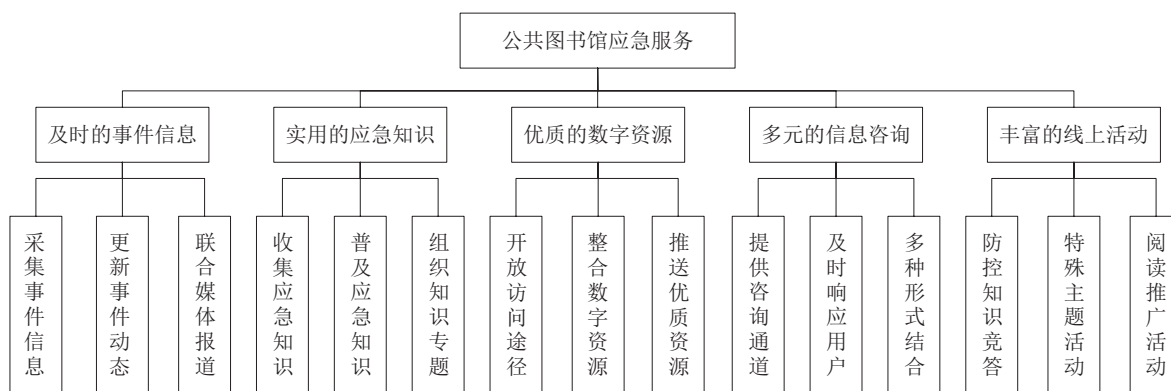 公共图书馆应急服务
及时的事件信息
实用的应急知识
优质的数字资源
多元的信息咨询
丰富的线上活动
采集事件信息
更新事件动态
联合媒体报道
收集应急知识
普及应急知识
组织知识专题
开放访问途径
整合数字资源
推送优质资源
提供咨询通道
及时响应用户
多种形式结合
防控知识竞答
特殊主题活动
阅读推广活动